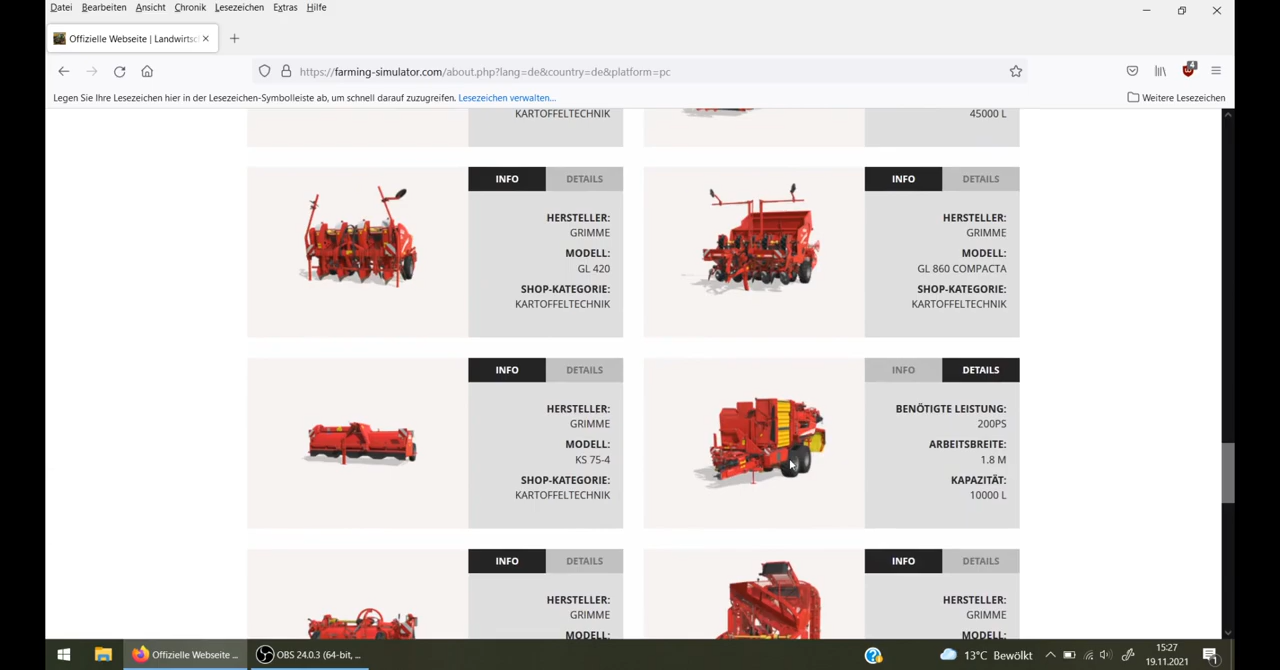 Datei Bearbeiten Ansicht Chronik Lesezeichen Extras Hilfe
Offizielle Webseite | Landwirtsc
https://farming-simulator.com/about.php?lang=de&country=de&platform=pc
4
Legen Sie Ihre Lesezeichen hier in der Lesezeichen-Symbolleiste ab, um schnell darauf zuzugreifen. Lesezeichen verwalten... Weitere Lesezeichen
KARTOFFELTECHNIK
45000 L
INFO DETAILS
HERSTELLER:
GRIMME
MODELL:
GL 420
SHOP-KATEGORIE:
KARTOFFELTECHNIK
INFO DETAILS
HERSTELLER:
GRIMME
MODELL:
GL 860 COMPACTA
SHOP-KATEGORIE:
KARTOFFELTECHNIK
INFO DETAILS
HERSTELLER:
GRIMME
MODELL:
KS 75-4
SHOP-KATEGORIE:
KARTOFFELTECHNIK
INFO DETAILS
BENÖTIGTE LEISTUNG:
200PS
ARBEITSBREITE:
1.8 M
KAPAZITÄT:
10000 L
INFO DETAILS
HERSTELLER:
GRIMME
MODELL:
INFO DETAILS
HERSTELLER:
GRIMME
MODELL:
Offizielle Webseite ... OBS 24.0.3 (64-bit, ... 13°C Bewölkt 15:27
19.11.2021 1